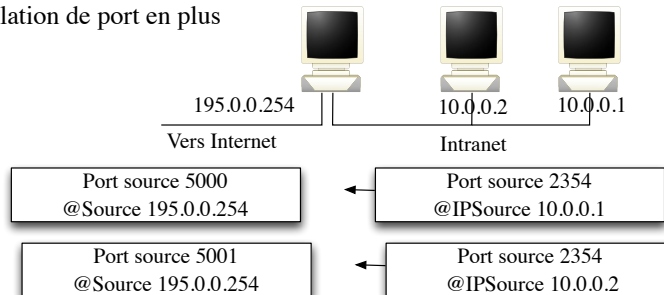 lation de port en plus
195.0.0.254
10.0.0.2
10.0.0.1
Vers Internet
Intranet
Port source 5000
@Source 195.0.0.254
Port source 2354
@IPSource 10.0.0.1
Port source 5001
@Source 195.0.0.254
Port source 2354
@IPSource 10.0.0.2